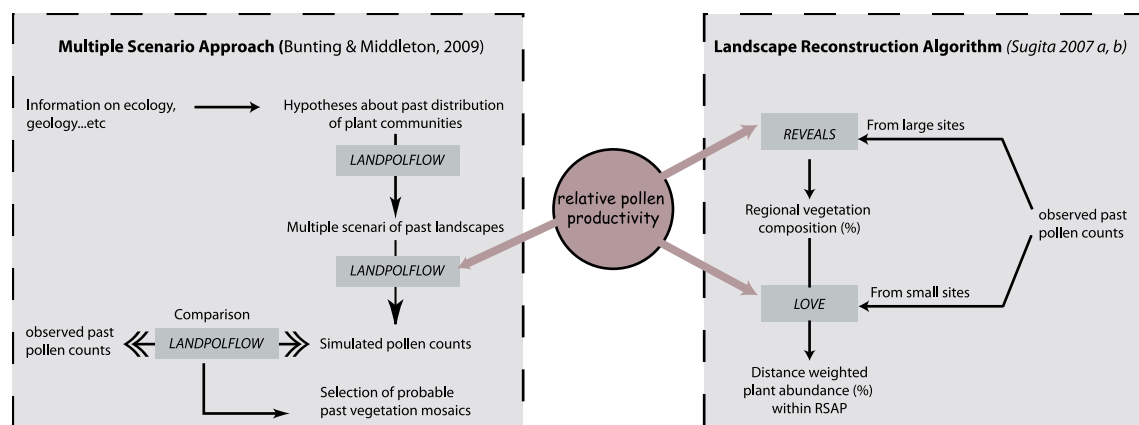 Multiple Scenario Approach (Bunting & Middleton, 2009)
Information on ecology,
geology...etc
Hypotheses about past distribution
of plant communities
LANDPOLFLOW
Multiple scenari of past landscapes
LANDPOLFLOW
Comparison
observed past
pollen counts
LANDPOLFLOW
Simulated pollen counts
Selection of probable
past vegetation mosaics
relative pollen
productivity
Landscape Reconstruction Algorithm (Sugita 2007 a, b)
REVEALS
From large sites
Regional vegetation
composition (%)
observed past
pollen counts
LOVE
From small sites
Distance weighted
plant abundance (%)
within RSAP